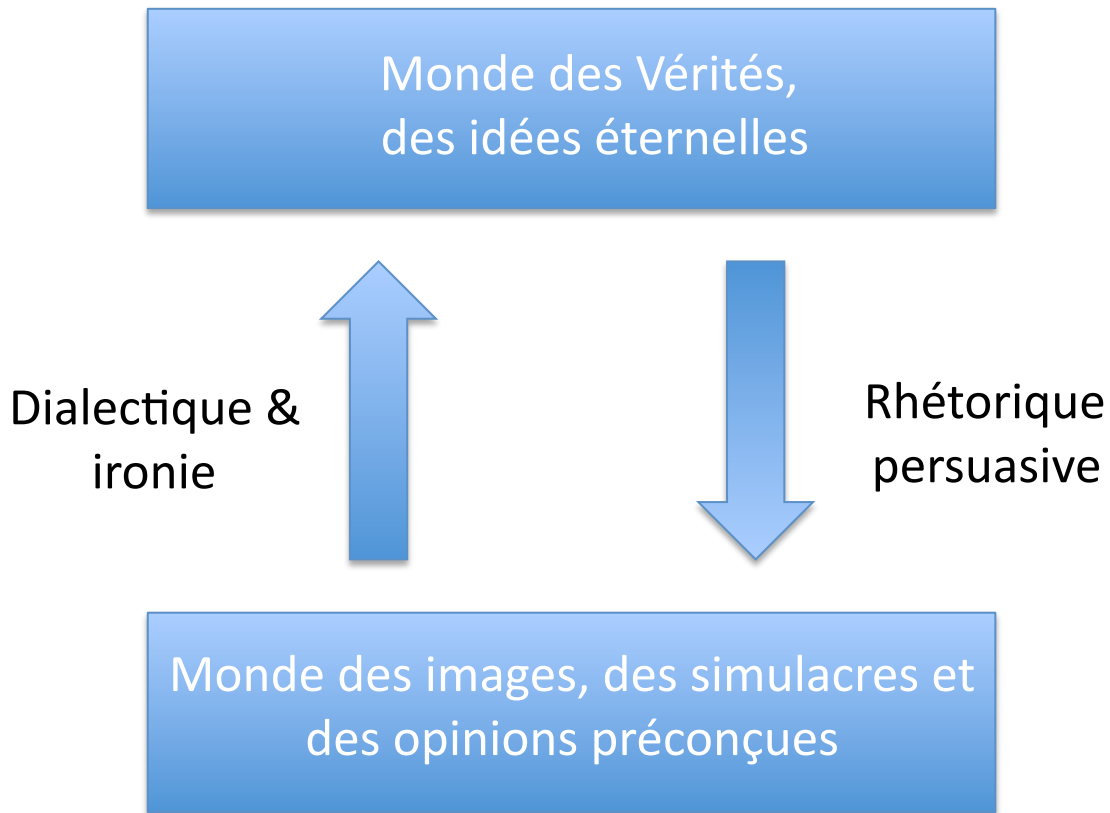 Monde des Vérités,
des idées éternelles
Dialectique &
ironie
Rhétorique
persuasive
Monde des images, des simulacres et
des opinions préconçues